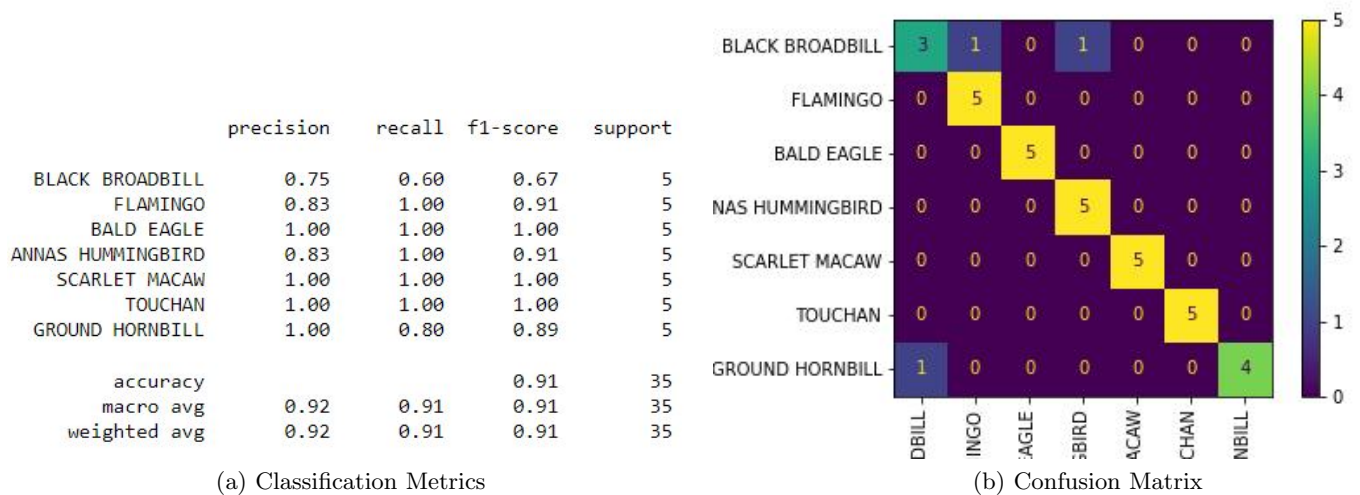 precision recall f1-score support
BLACK BROADBILL 0.75 0.60 0.67 5
FLAMINGO 0.83 1.00 0.91 5
BALD EAGLE 1.00 1.00 1.00 5
ANNAS HUMMINGBIRD 0.83 1.00 0.91 5
SCARLET MACAW 1.00 1.00 1.00 5
TOUCHAN 1.00 1.00 1.00 5
GROUND HORNBILL 1.00 0.80 0.89 5
accuracy 0.91 35
macro avg 0.92 0.91 0.91 35
weighted avg 0.92 0.91 0.91 35
(a) Classification Metrics
BLACK BROADBILL 3 1 0 1 0 0 0
FLAMINGO 0 5 0 0 0 0 0
BALD EAGLE 0 0 5 0 0 0 0
NAS HUMMINGBIRD 0 0 0 5 0 0 0
SCARLET MACAW 0 0 0 0 5 0 0
TOUCHAN 0 0 0 0 0 5 0
GROUND HORNBILL 1 0 0 0 0 0 4
DBILL
INGO
EAGLE
SBIRD
ACAW
CHAN
NBILL
5
4
3
2
1
0
(b) Confusion Matrix